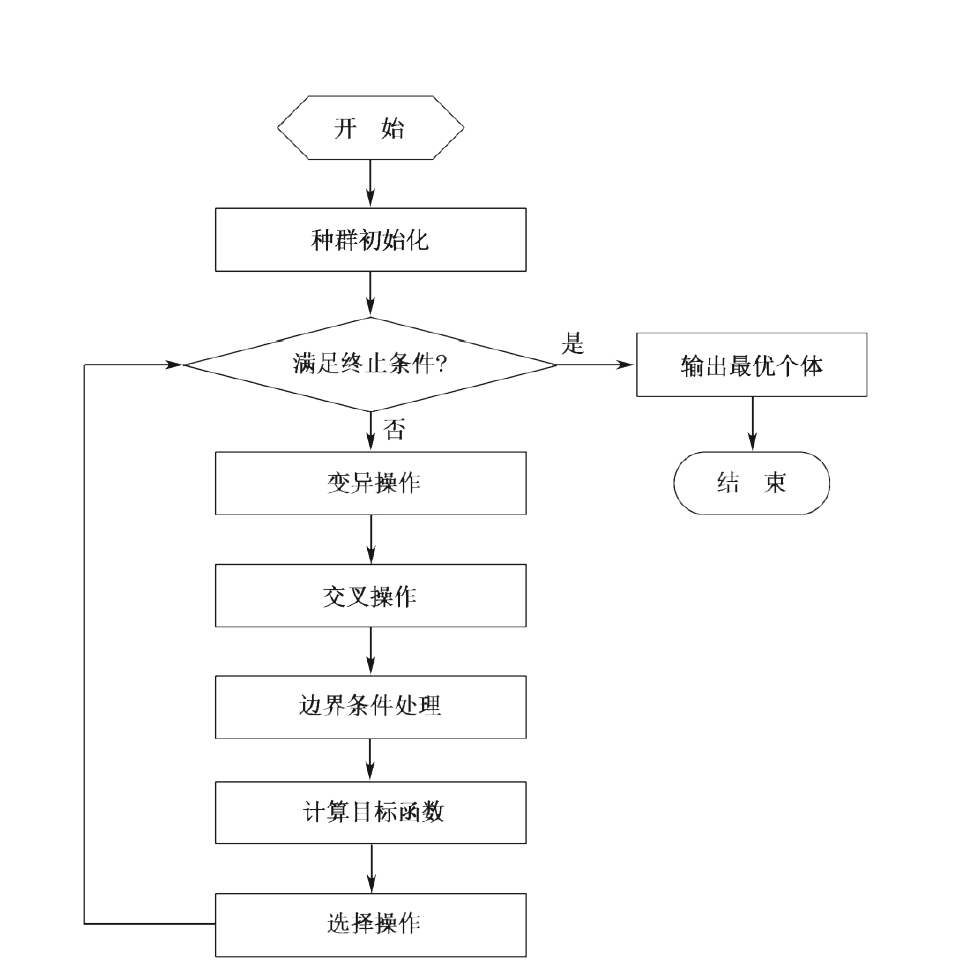 开 始
种群初始化
满足终止条件?
是
输出最优个体
否
结 束
变异操作
交叉操作
边界条件处理
计算目标函数
选择操作